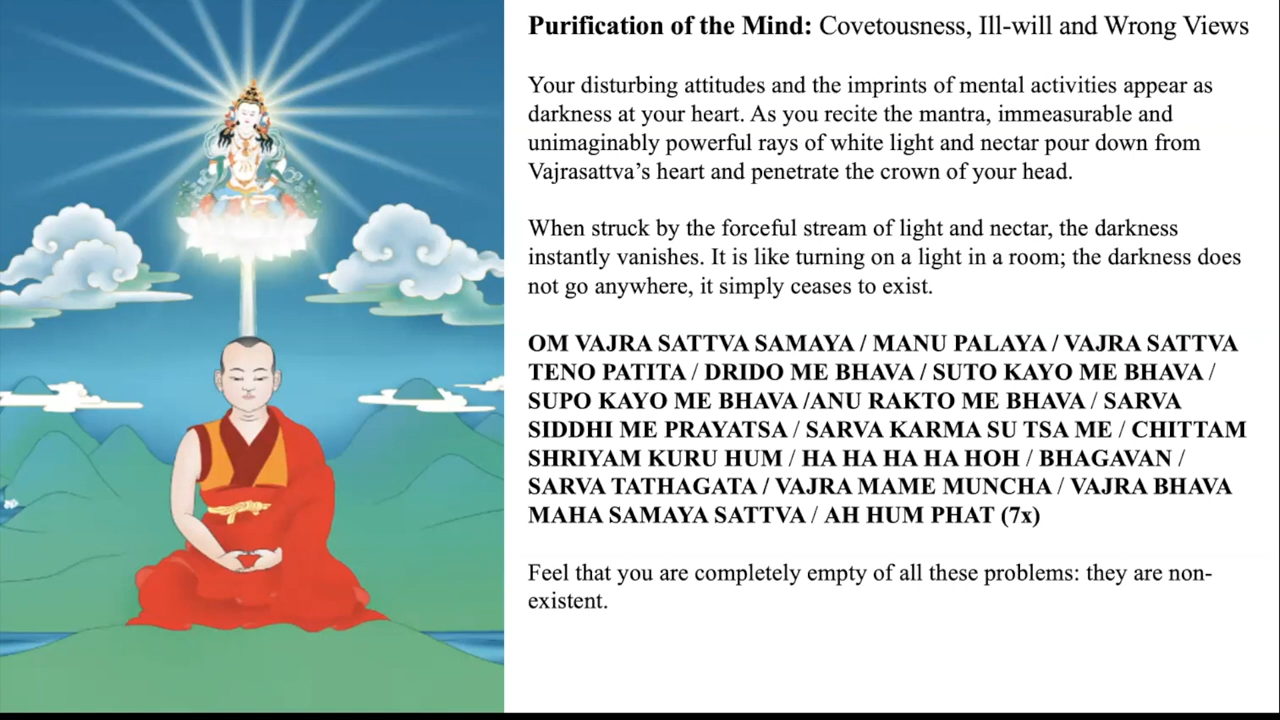 Purification of the Mind: Covetousness, Ill-will and Wrong Views
Your disturbing attitudes and the imprints of mental activities appear as
darkness at your heart. As you recite the mantra, immeasurable and
unimaginably powerful rays of white light and nectar pour down from
Vajrasattva’s heart and penetrate the crown of your head.
When struck by the forceful stream of light and nectar, the darkness
instantly vanishes. It is like turning on a light in a room; the darkness does
not go anywhere, it simply ceases to exist.
OM VAJRA SATTVA SAMAYA / MANU PALAYA / VAJRA SATTVA
TENO PATITA / DRIDO ME BHAVA / SUTO KAYO ME BHAVA /
SUPO KAYO ME BHAVA /ANU RAKTO ME BHAVA / SARVA
SIDDHI ME PRAYATSA / SARVA KARMA SU TSA ME / CHITTAM
SHRIYAM KURU HUM / HA HA HA HA HOH / BHAGAVAN /
SARVA TATHAGATA / VAJRA MAME MUNCHA / VAJRA BHAVA
MAHA SAMAYA SATTVA / AH HUM PHAT (7x)
Feel that you are completely empty of all these problems: they are non-
existent.